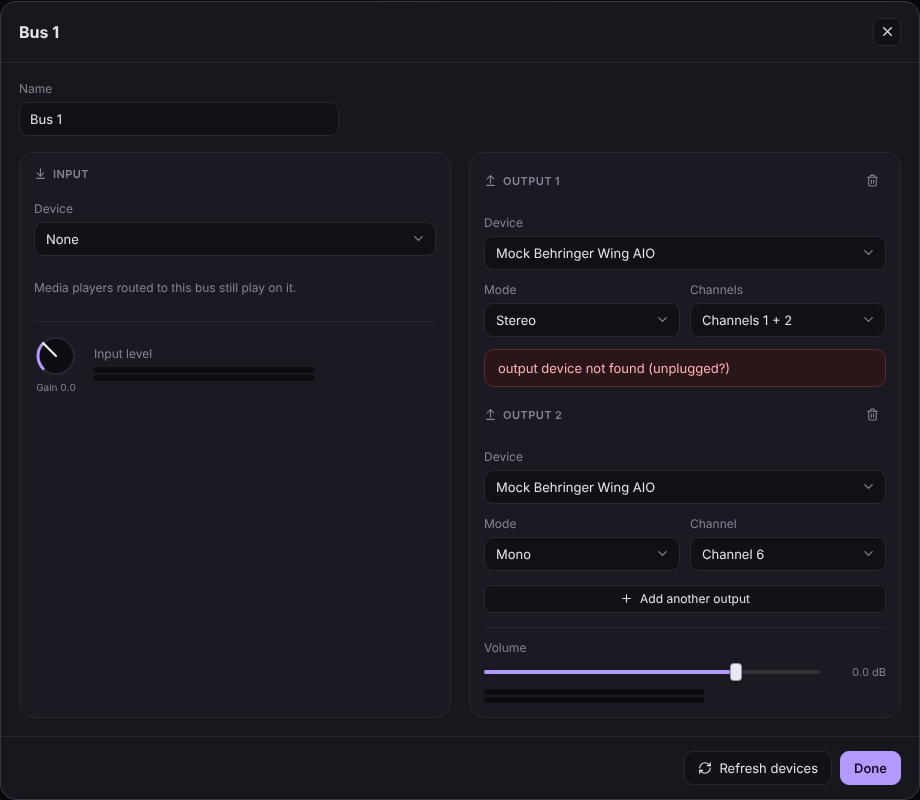 Bus 1
Name
Bus 1
INPUT
Device
None
Media players routed to this bus still play on it.
Input level
Gain 0.0
OUTPUT 1
Device
Mock Behringer Wing AIO
Mode
Channels
Stereo
Channels 1 + 2
output device not found (unplugged?)
OUTPUT 2
Device
Mock Behringer Wing AIO
Mode
Channel
Mono
Channel 6
Add another output
Volume
0.0 dB
Refresh devices
Done